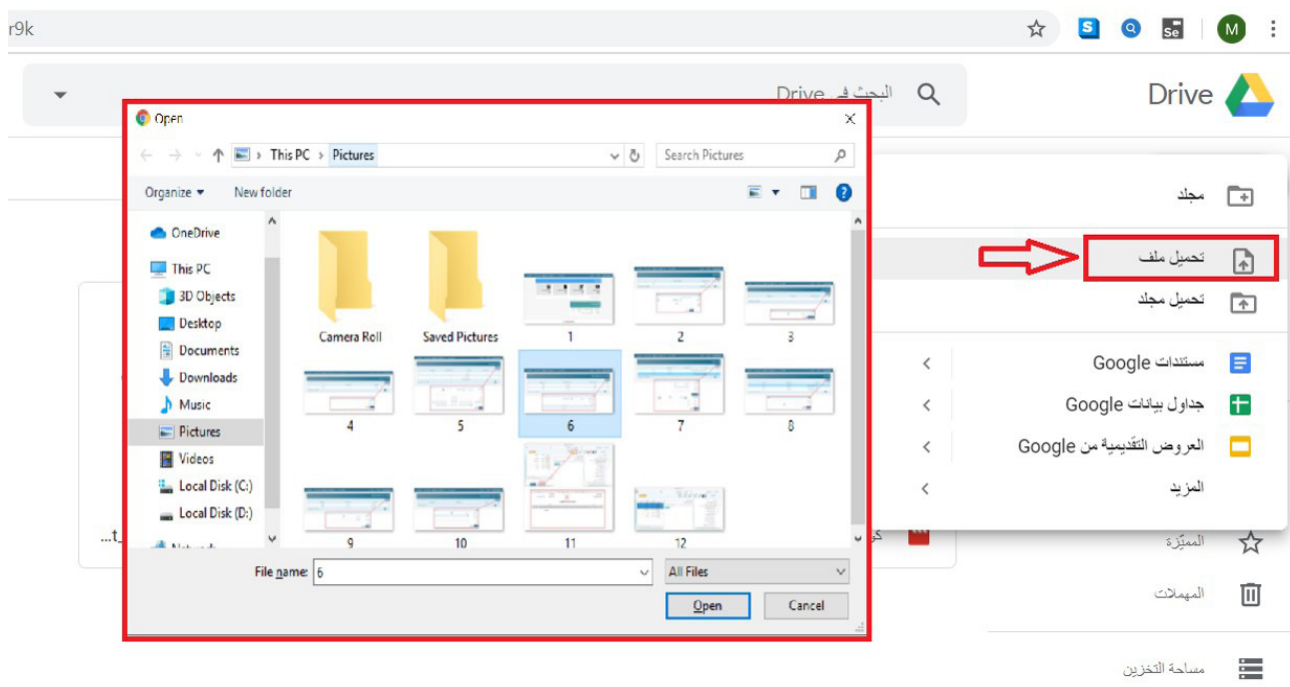 r9k
M
Drive
البحث في Drive
Open
This PC > Pictures
Search Pictures
Organize
New folder
OneDrive
This PC
3D Objects
Desktop
Documents
Downloads
Music
Pictures
Videos
Local Disk (C:)
Local Disk (D:)
Camera Roll
Saved Pictures
1
2
3
4
5
6
7
8
9
10
11
12
File name: 6
All Files
Open
Cancel
مجلد
تحميل ملف
تحميل مجلد
مستندات Google
جداول بيانات Google
العروض التقديمية من Google
المزيد
المميّزة
المهملات
مساحة التخزين